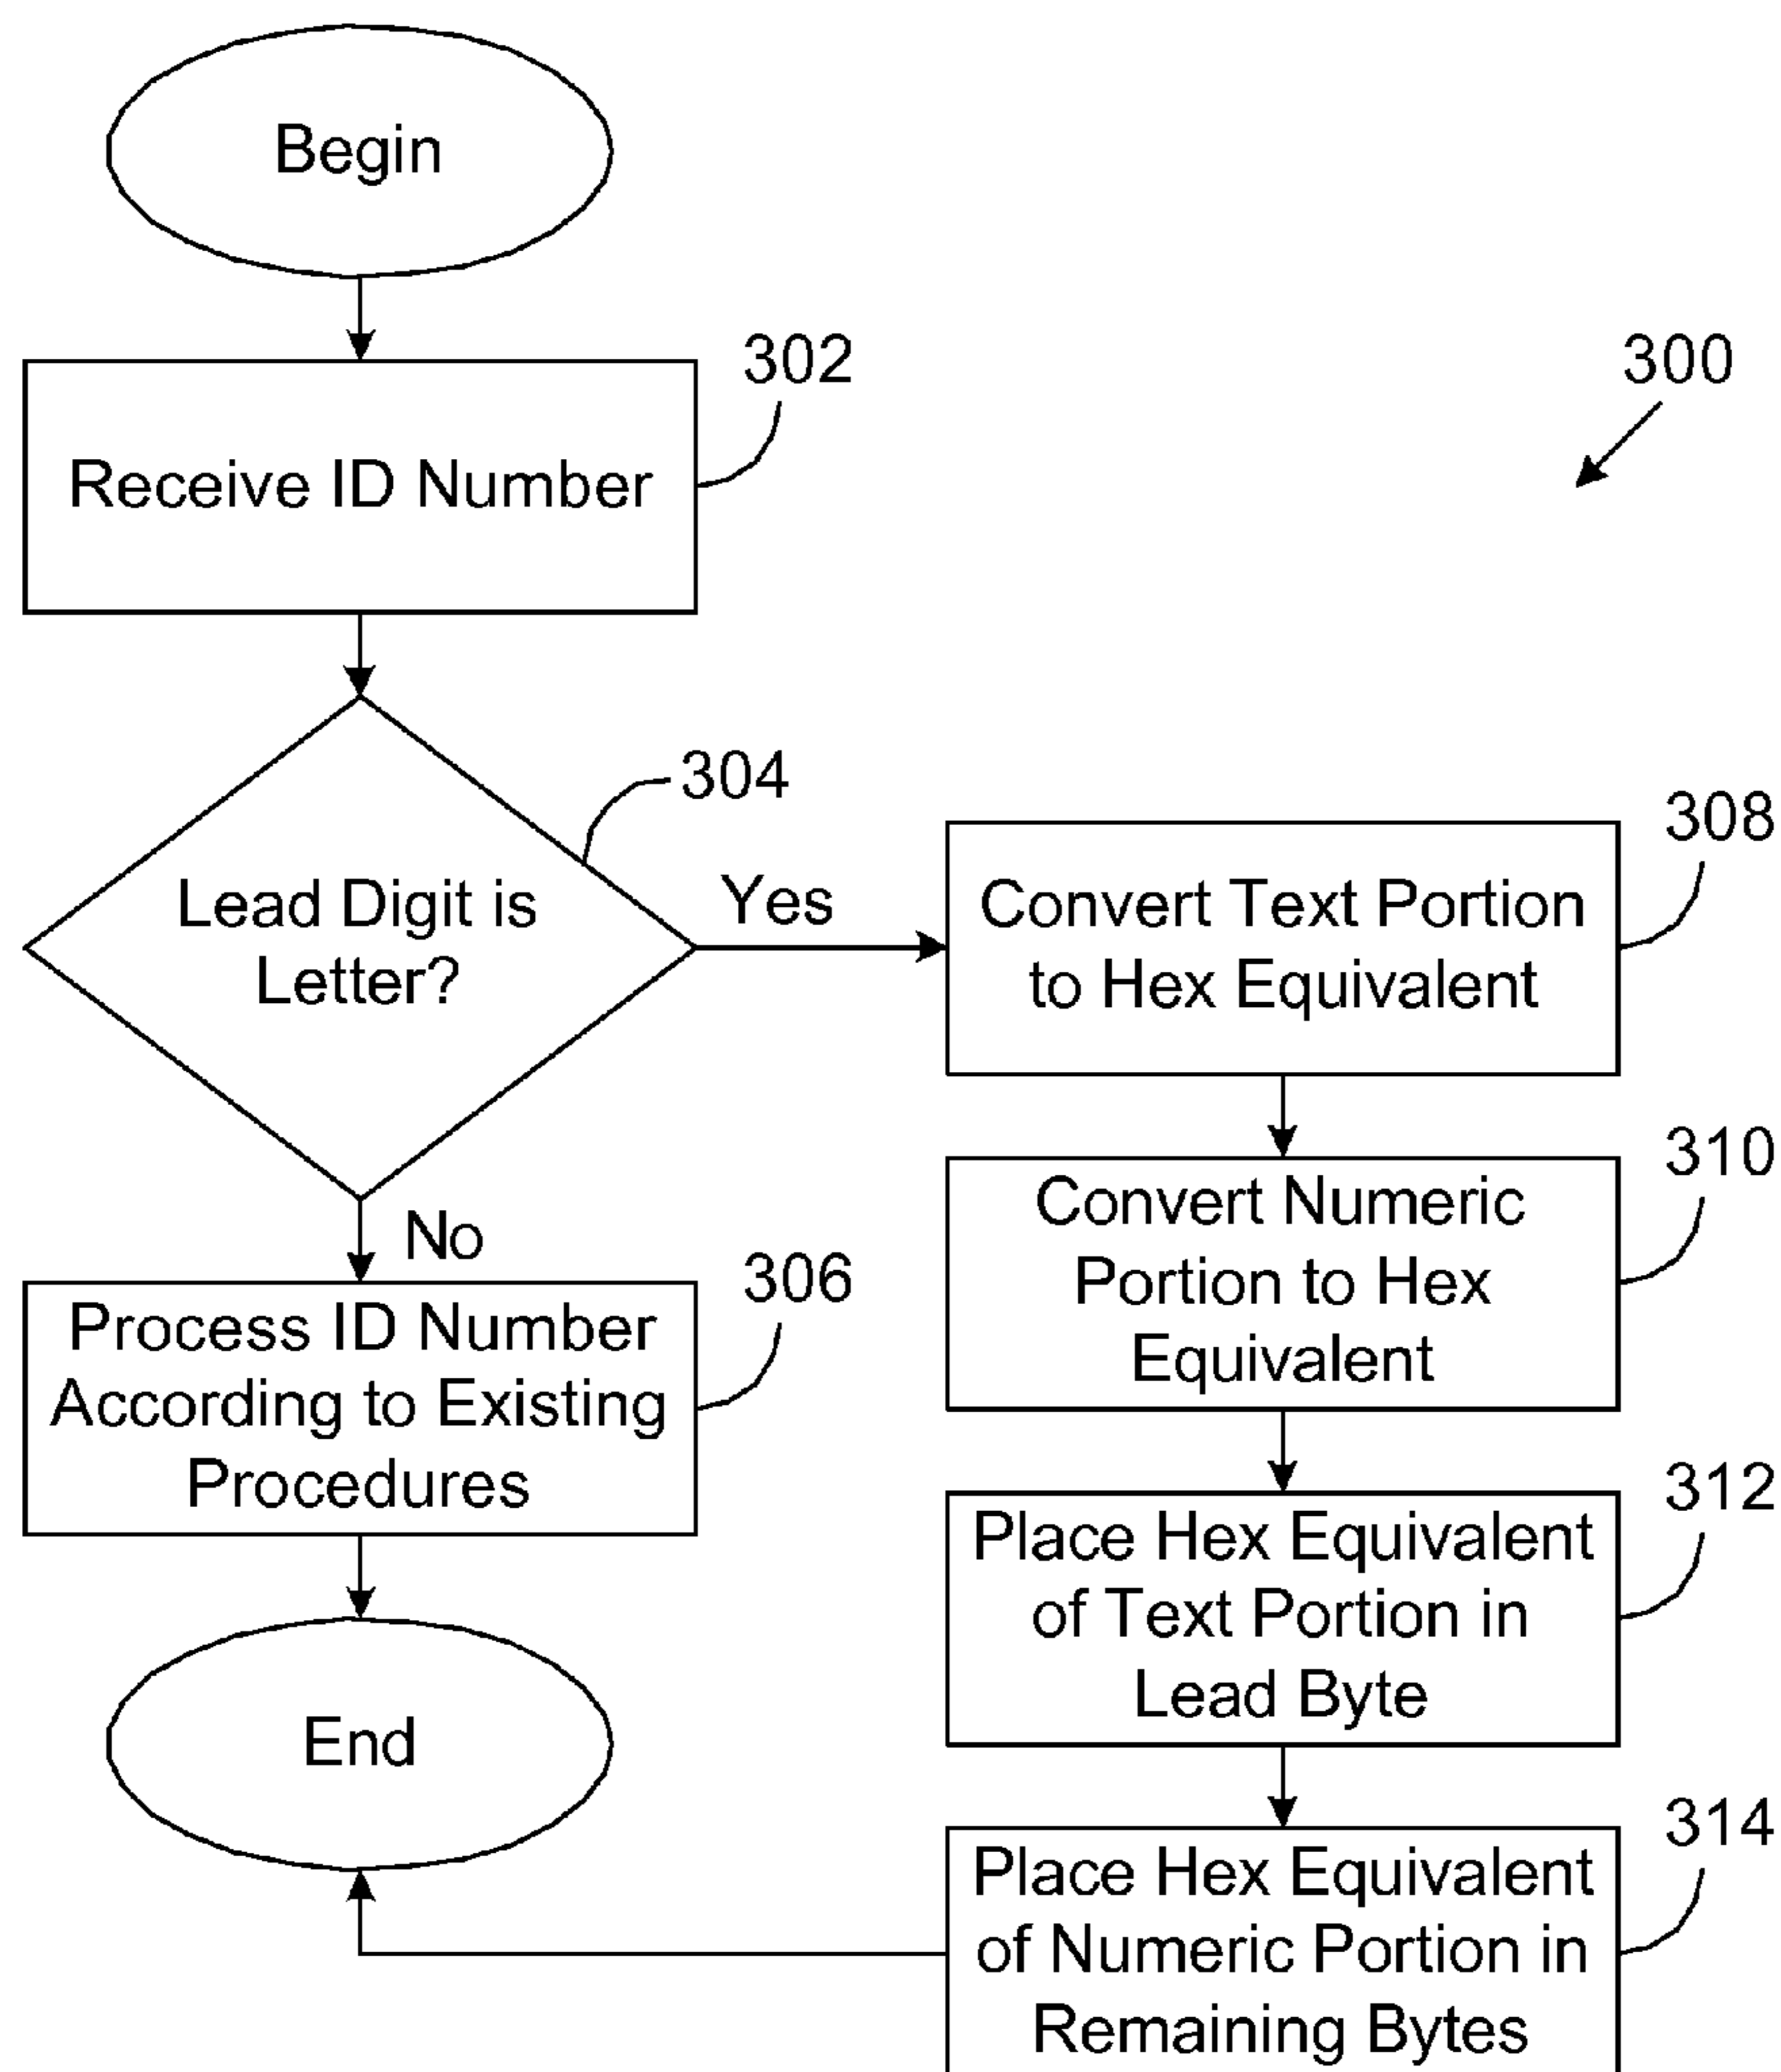 Begin
302
300
Receive ID Number
304
Lead Digit is
Letter?
Yes
308
Convert Text Portion
to Hex Equivalent
No
310
Convert Numeric
Portion to Hex
Equivalent
306
Process ID Number
According to Existing
Procedures
312
Place Hex Equivalent
of Text Portion in
Lead Byte
End
314
Place Hex Equivalent
of Numeric Portion in
Remaining Bytes